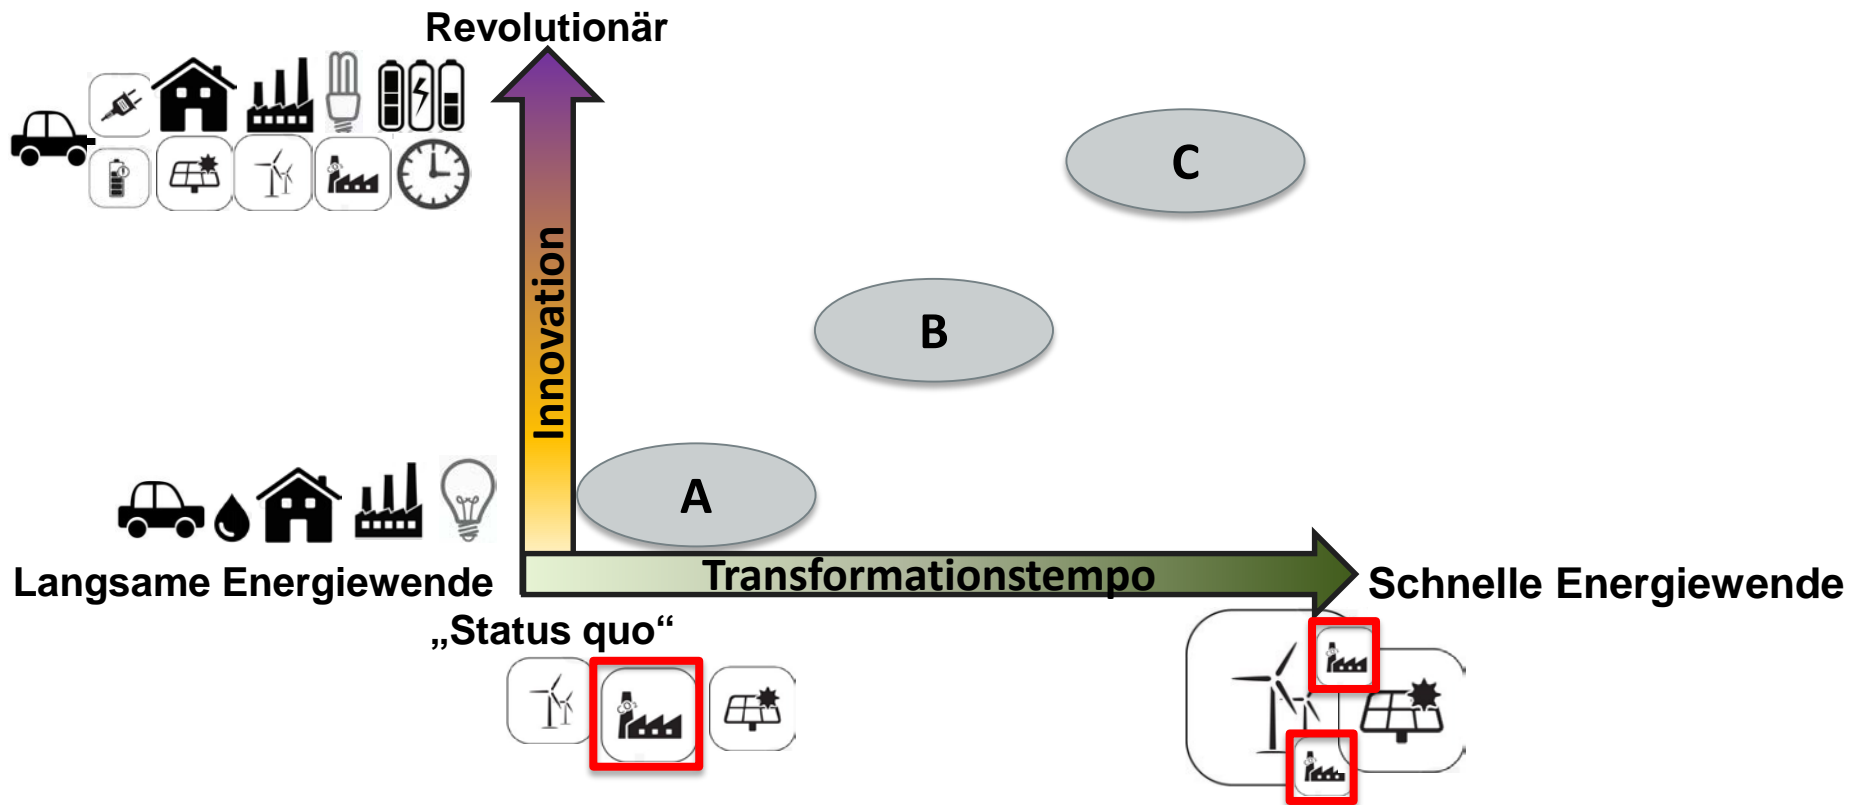 Revolutionär
Innovation
C
B
A
Langsame Energiewende
Transformationstempo
Schnelle Energiewende
„Status quo“